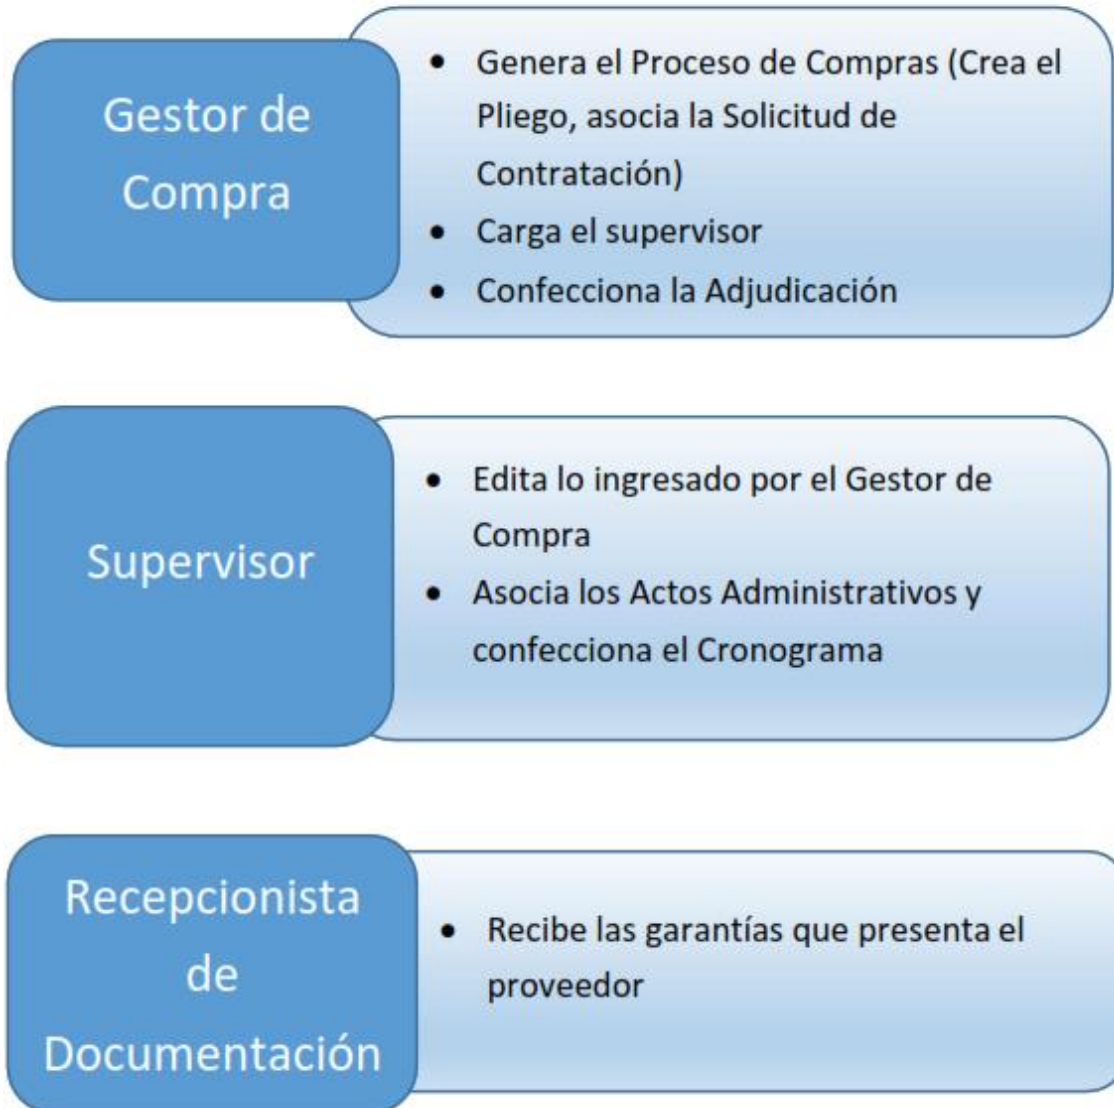 Gestor de
Compra
• Genera el Proceso de Compras (Crea el
Pliego, asocia la Solicitud de
Contratación)
• Carga el supervisor
• Confecciona la Adjudicación
Supervisor
• Edita lo ingresado por el Gestor de
Compra
• Asocia los Actos Administrativos y
confecciona el Cronograma
Recepcionista
de
Documentación
• Recibe las garantías que presenta el
proveedor